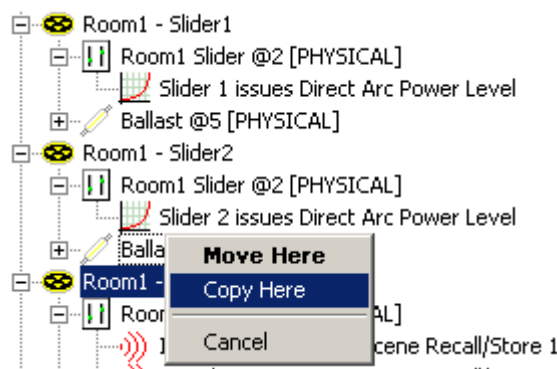 Room1 - Slider1
Room1 Slider @2 [PHYSICAL]
Slider 1 issues Direct Arc Power Level
Ballast @5 [PHYSICAL]
Room1 - Slider2
Room1 Slider @2 [PHYSICAL]
Slider 2 issues Direct Arc Power Level
Balla
Move Here
Room1 -
Copy Here
Roor AL]
Cancel
cene Recall/Store 1